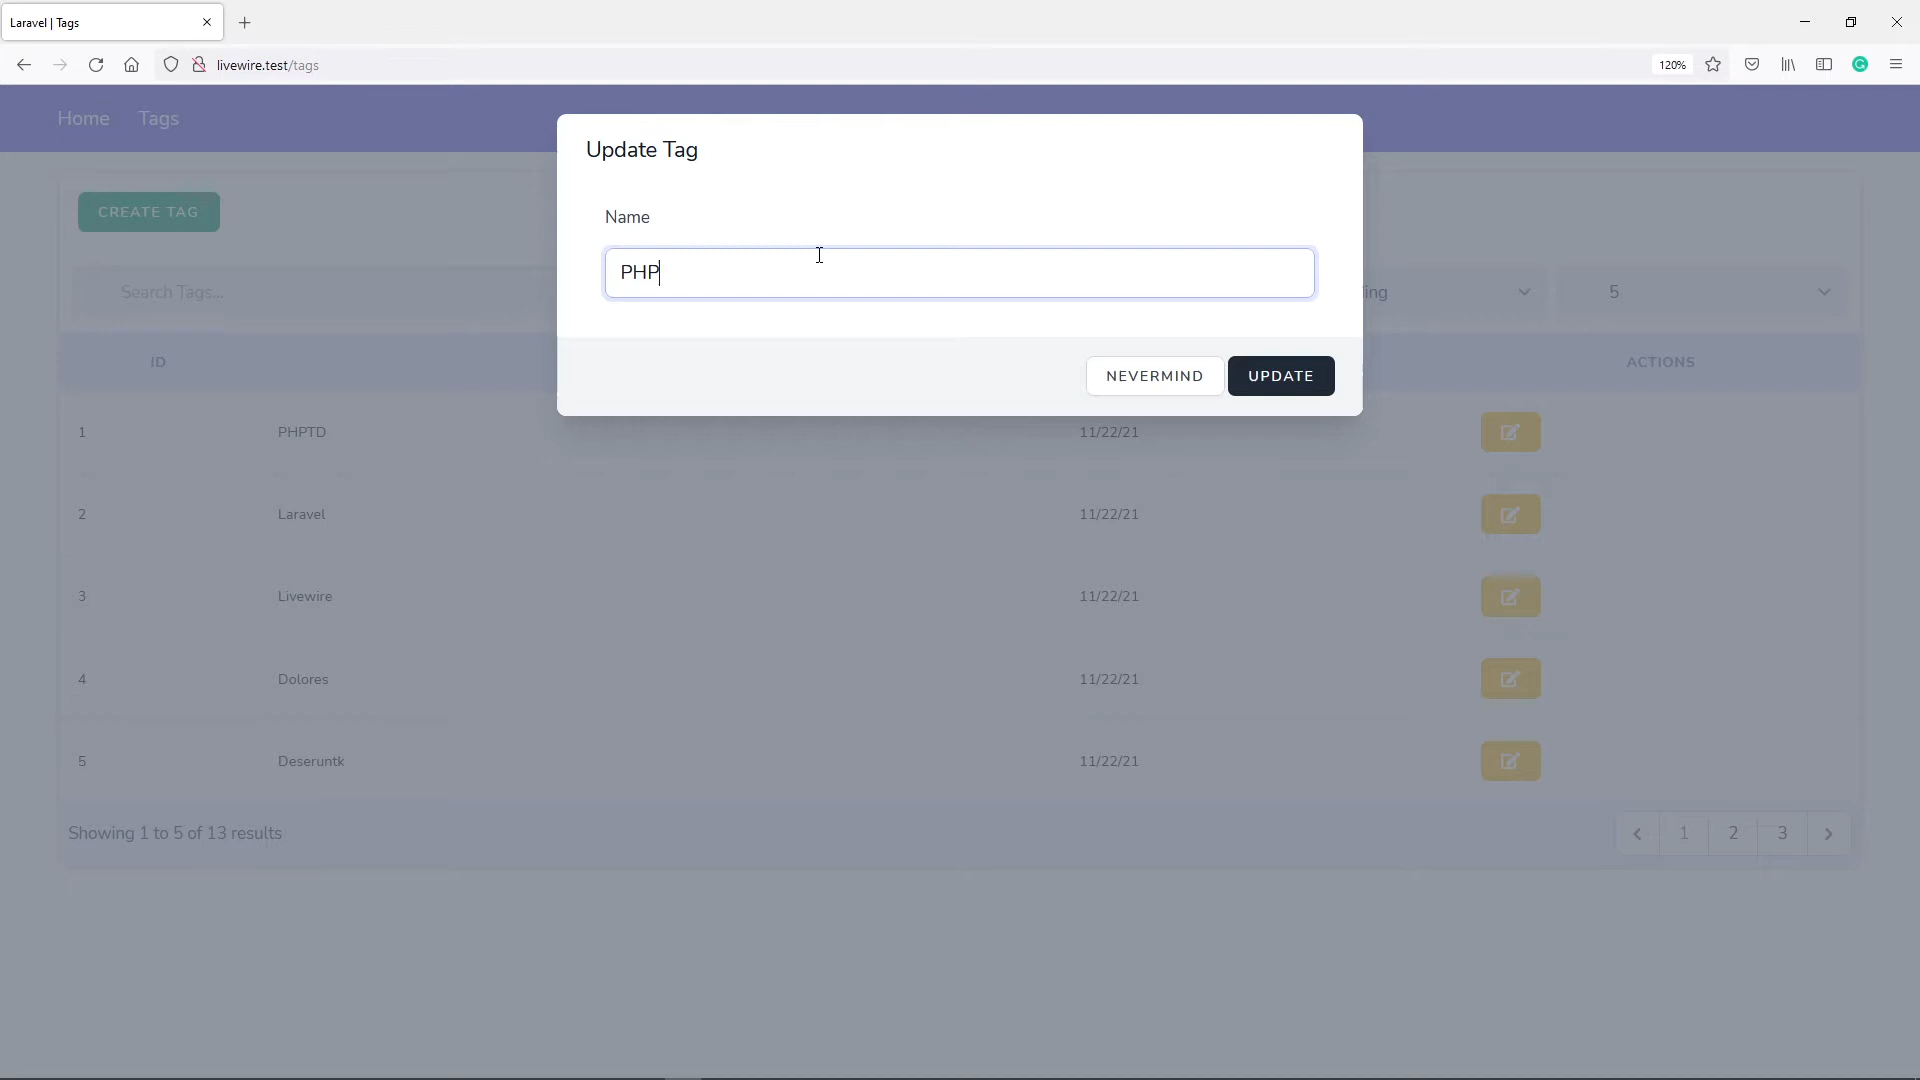 Laravel | Tags
livewire.test/tags
120%
Home Tags
Update Tag
CREATE TAG
Name
PHP
Search Tags...
ing
5
ID
ACTIONS
NEVERMIND UPDATE
1 PHPTD 11/22/21
2 Laravel 11/22/21
3 Livewire 11/22/21
4 Dolores 11/22/21
5 Deseruntk 11/22/21
Showing 1 to 5 of 13 results
1 2 3